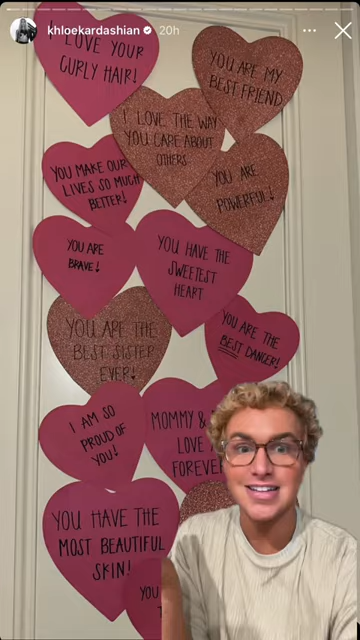 khloekardashian 20h
I LOVE YOUR
CURLY HAIR!
YOU ARE MY
BEST FRIEND
I LOVE THE WAY
YOU CARE ABOUT
OTHERS
YOU MAKE OUR
LIVES SO MUCH
BETTER!
YOU ARE
POWERFUL!
YOU ARE
BRAVE!
YOU HAVE THE
SWEETEST
HEART
YOU ARE THE
BEST SISTER
EVER!
YOU ARE THE
BEST DANCER!
I AM SO
PROUD OF
YOU!
MOMMY &
LOVE
FOREVER
YOU HAVE THE
MOST BEAUTIFUL
SKIN!
YOU